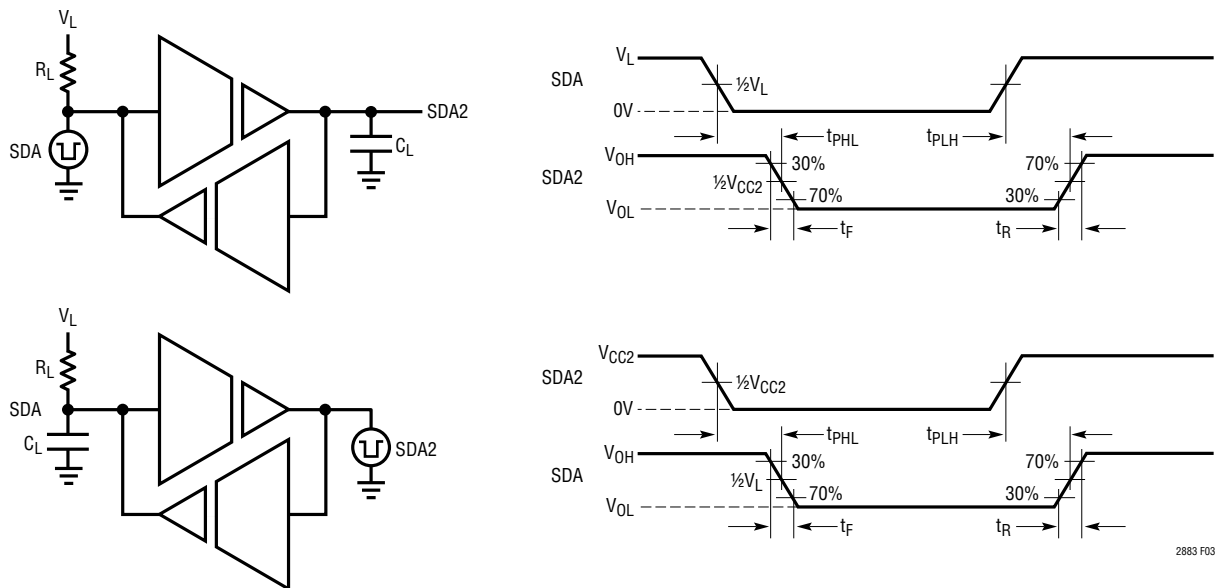 VL
RL
SDA
SDA2
CL
VL
SDA
½VL
0V
tPHL
tPLH
VOH
SDA2
30%
½VCC2
70%
VOL
tF
70%
30%
tR
VL
RL
SDA
CL
SDA2
VCC2
SDA2
½VCC2
0V
tPHL
tPLH
VOH
SDA
30%
½VL
70%
VOL
tF
70%
30%
tR
2883 F03